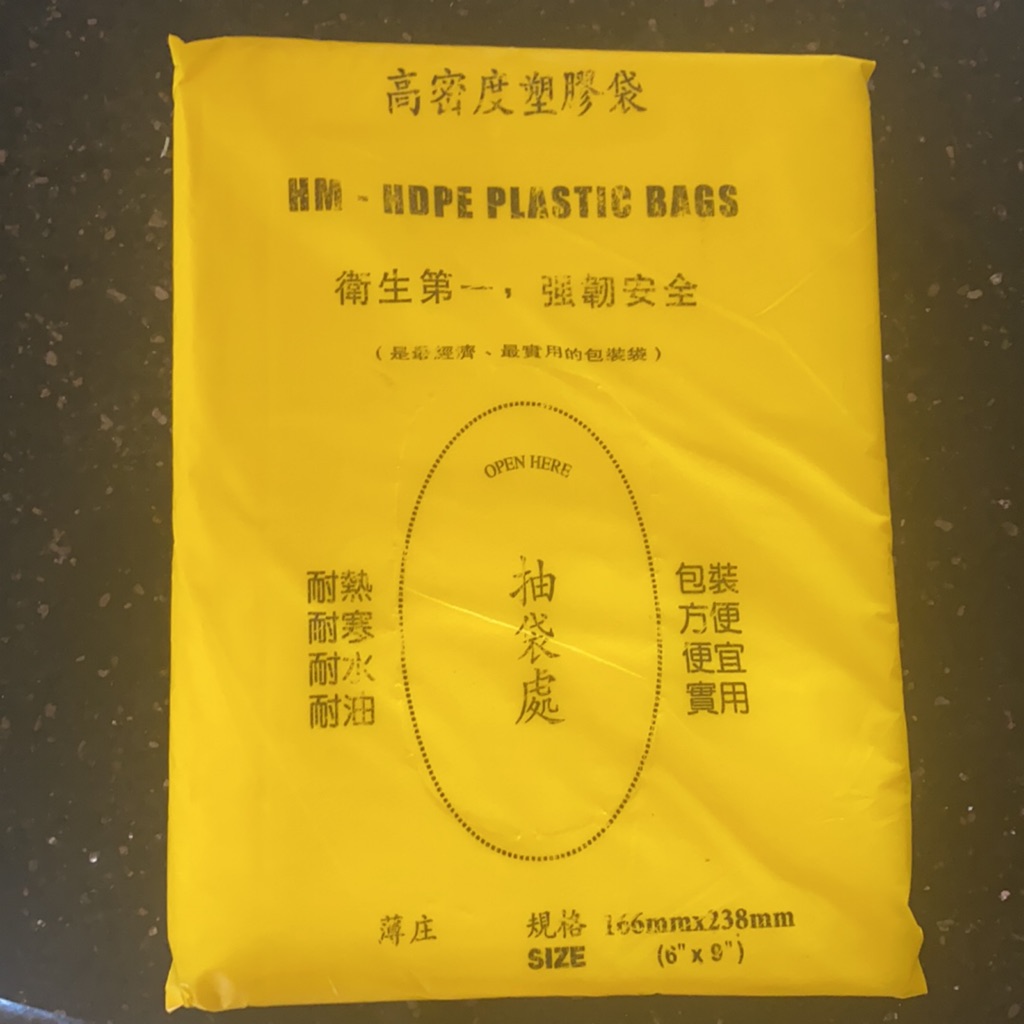 高密度塑膠袋
HM - HDPE PLASTIC BAGS
衛生第一，强韌安全
（是最經濟、最實用的包裝袋）
OPEN HERE
抽袋處
耐熱
耐寒
耐水
耐油
包裝
方便
便宜
實用
薄庄
規格 166mmx238mm
SIZE (6" x 9")